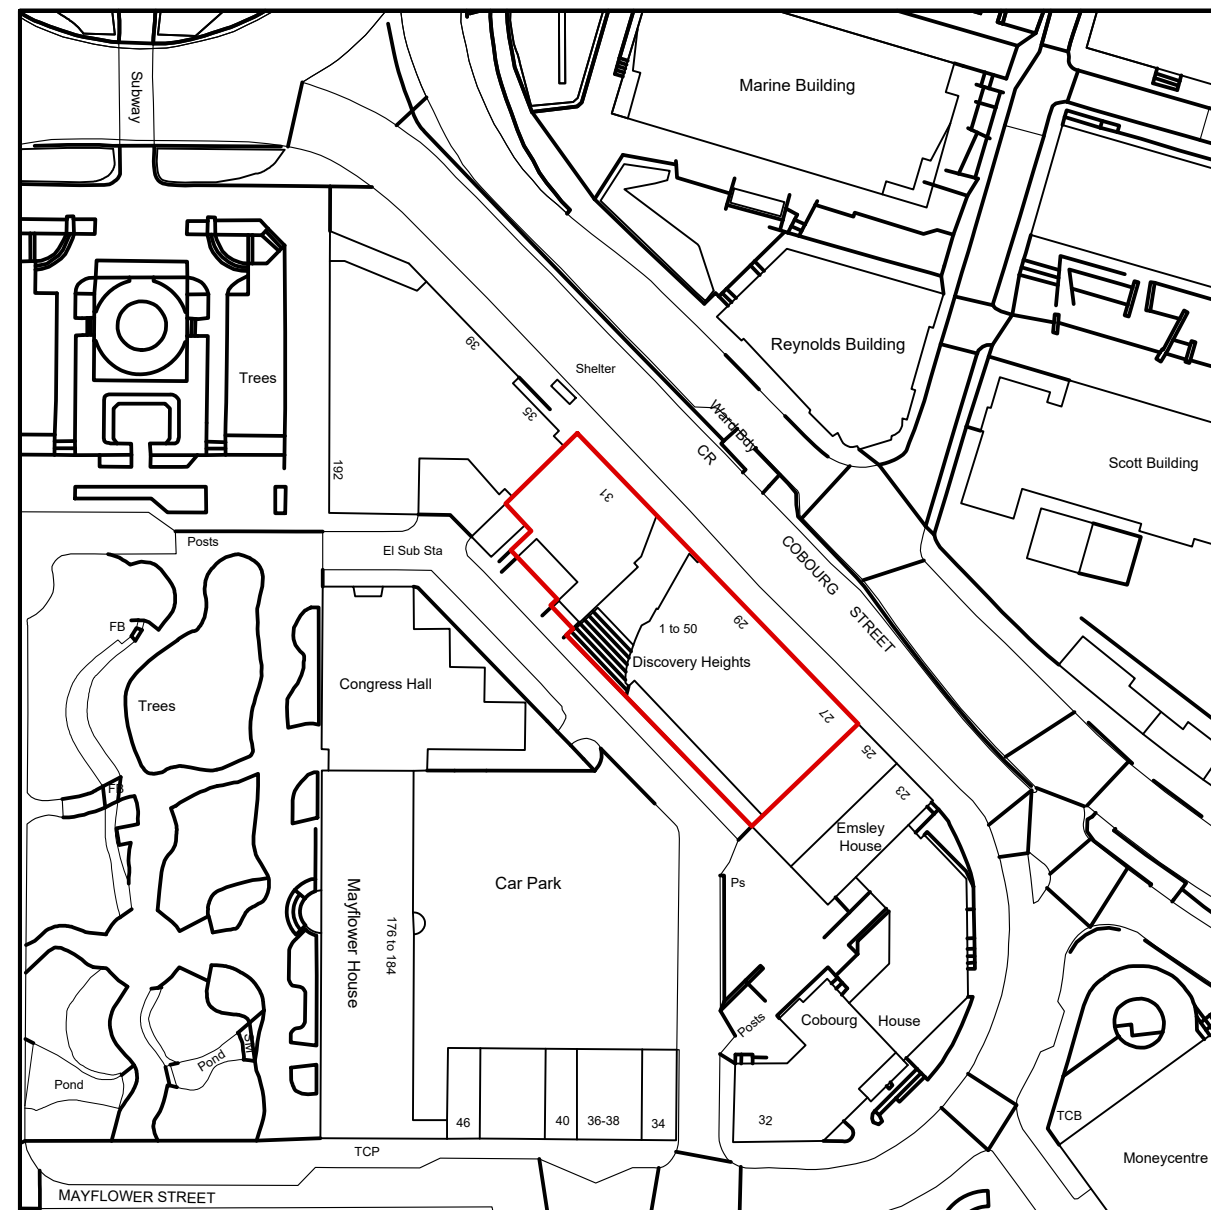 Subway
Marine Building
Reynolds Building
Trees
39
Shelter
35
Ward Bdy
CR
Scott Building
192
31
Posts
El Sub Sta
COBOURG STREET
FB
1 to 50
29
Discovery Heights
Congress Hall
Trees
27
25
FB
23
Emsley
House
Car Park
Ps
Mayflower House
176 to 184
Posts
Cobourg House
SM
Pond
Pond
46
40
36-38
34
32
TCB
TCP
Moneycentre
MAYFLOWER STREET